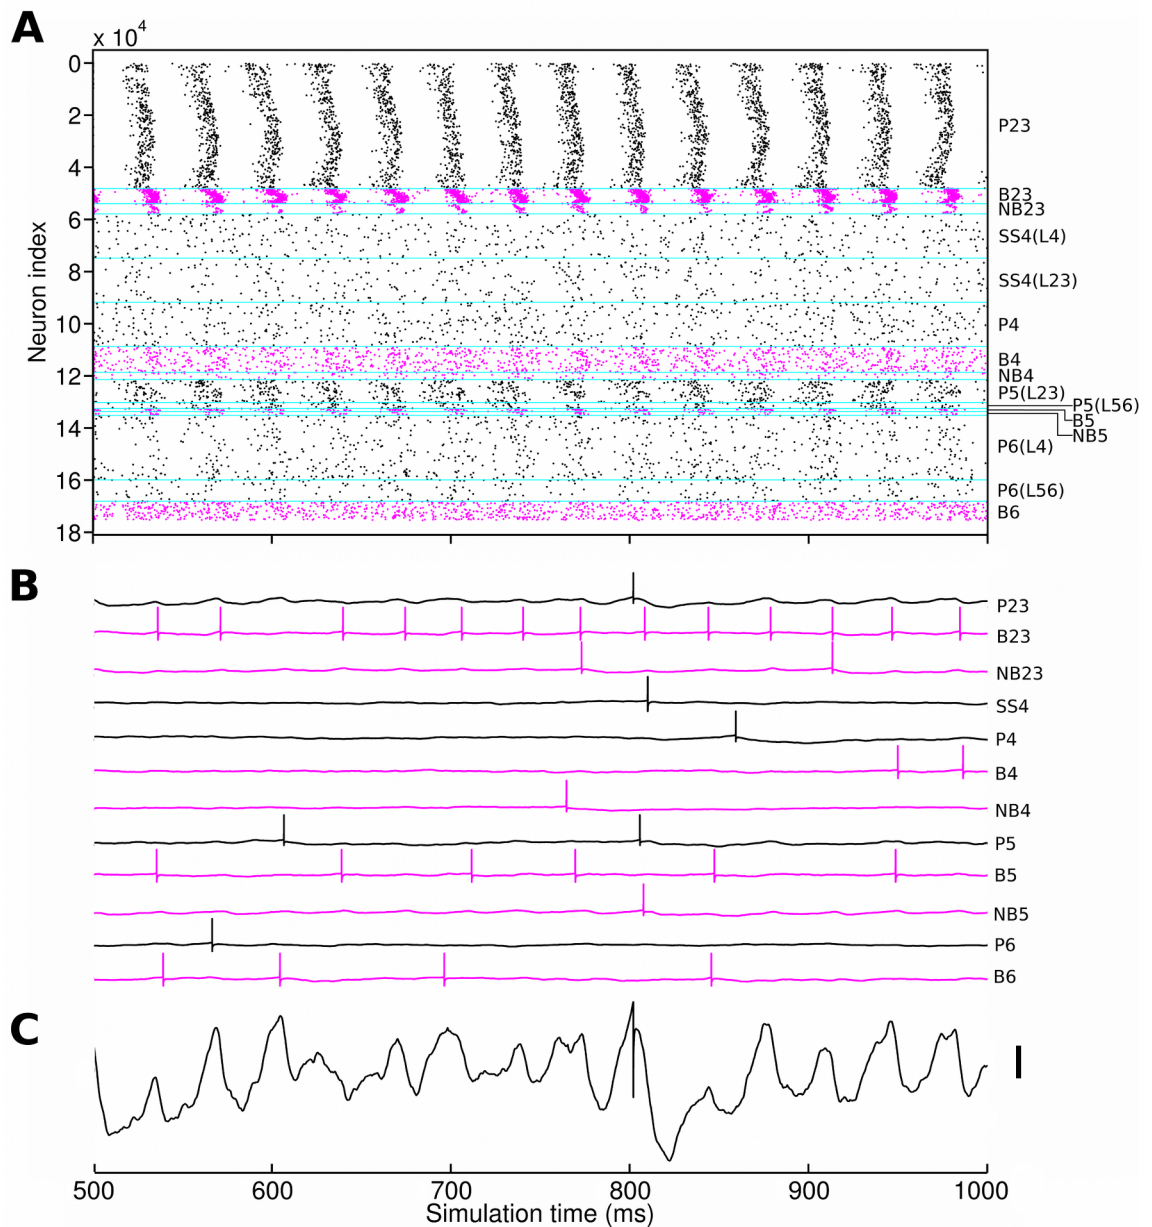 A
x 10⁴
0
2
4
6
8
10
12
14
16
18
Neuron index
P23
B23
NB23
SS4(L4)
SS4(L23)
P4
B4
NB4
P5(L23)
P5(L56)
B5
NB5
P6(L4)
P6(L56)
B6
B
P23
B23
NB23
SS4
P4
B4
NB4
P5
B5
NB5
P6
B6
C
500 600 700 800 900 1000
Simulation time (ms)